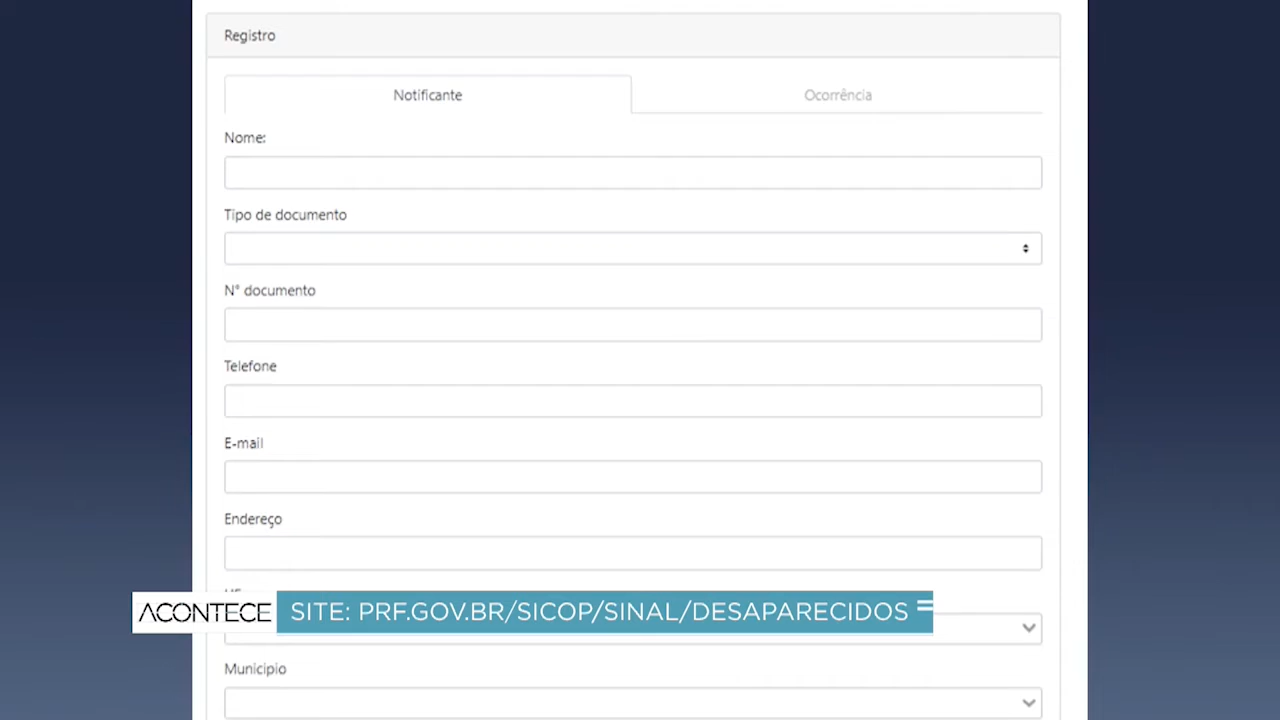 Registro
Notificante
Ocorrência
Nome:
Tipo de documento
N° documento
Telefone
E-mail
Endereço
ACONTECE
SITE: PRF.GOV.BR/SICOP/SINAL/DESAPARECIDOS
Municipio